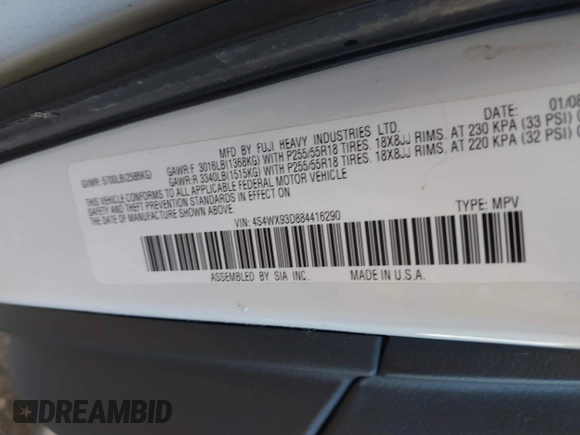 MFD BY FUJI HEAVY INDUSTRIES LTD. DATE: 01/08
GVWR: 5700LB(2586KG) GAWR:F 3016LB(1368KG) WITH P255/55R18 TIRES. 18X8JJ RIMS. AT 230 KPA (33 PSI)
GAWR:R 3340LB(1515KG) WITH P255/55R18 TIRES. 18X8JJ RIMS. AT 220 KPA (32 PSI)
THIS VEHICLE CONFORMS TO ALL APPLICABLE FEDERAL MOTOR VEHICLE
SAFETY AND THEFT PREVENTION STANDARDS IN EFFECT ON THE
DATE OF MANUFACTURE SHOWN ABOVE.
VIN: 4S4WX93D884416290 TYPE: MPV
ASSEMBLED BY SIA INC. MADE IN U.S.A.
DREAMBID